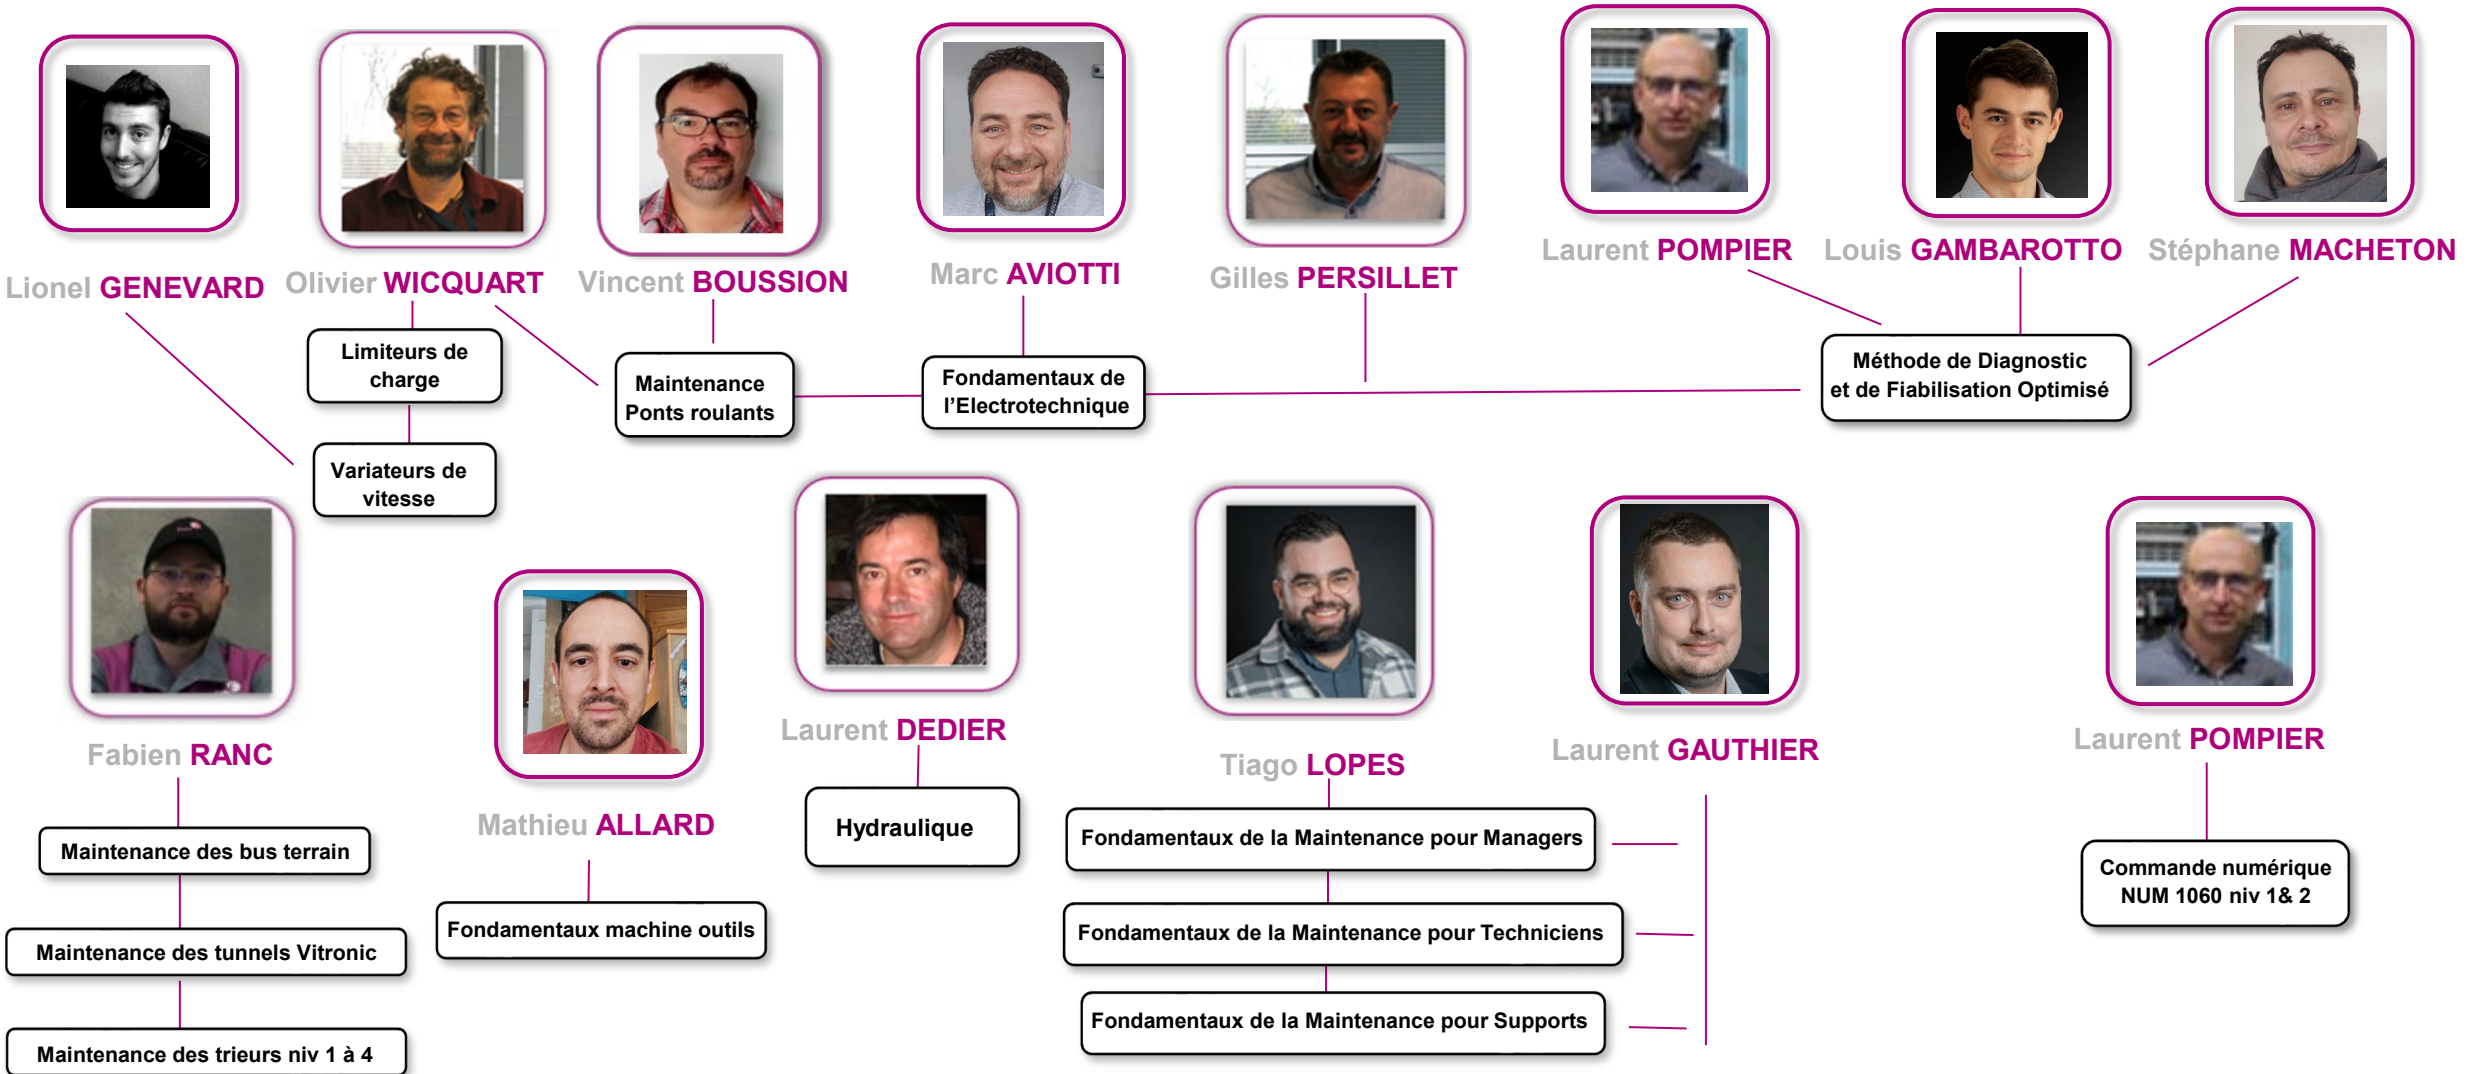 Lionel GENEVARD
Olivier WICQUART
Vincent BOUSSION
Marc AVIOTTI
Gilles PERSILLET
Laurent POMPIER
Louis GAMBAROTTO
Stéphane MACHETON
Limiteurs de
charge
Variateurs de
vitesse
Maintenance
Ponts roulants
Fondamentaux de
l'Electrotechnique
Méthode de Diagnostic
et de Fiabilisation Optimisé
Fabien RANC
Mathieu ALLARD
Laurent DEDIER
Tiago LOPES
Laurent GAUTHIER
Laurent POMPIER
Maintenance des bus terrain
Maintenance des tunnels Vitronic
Maintenance des trieurs niv 1 à 4
Fondamentaux machine outils
Hydraulique
Fondamentaux de la Maintenance pour Managers
Fondamentaux de la Maintenance pour Techniciens
Fondamentaux de la Maintenance pour Supports
Commande numérique
NUM 1060 niv 1& 2